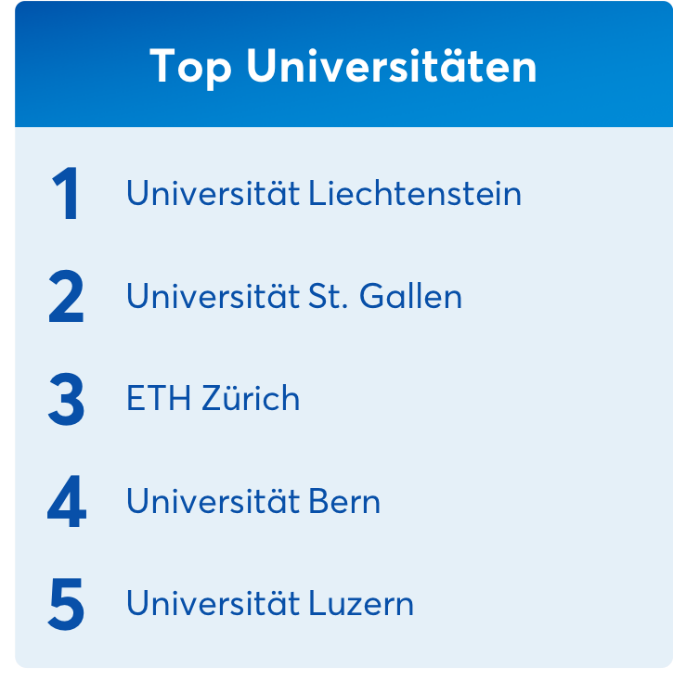 Top Universitäten
1 Universität Liechtenstein
2 Universität St. Gallen
3 ETH Zürich
4 Universität Bern
5 Universität Luzern